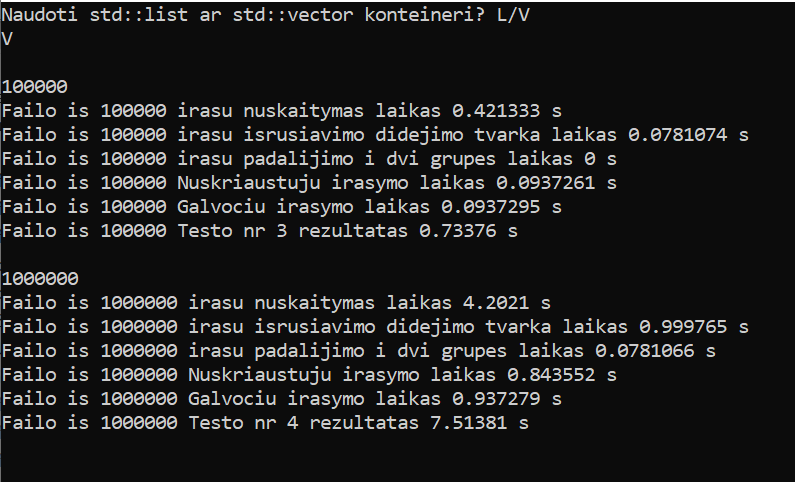 Naudoti std::list ar std::vector konteineri? L/V
V
100000
Failo is 100000 irasu nuskaitymas laikas 0.421333 s
Failo is 100000 irasu isrusiavimo didejimo tvarka laikas 0.0781074 s
Failo is 100000 irasu padalijimo i dvi grupes laikas 0 s
Failo is 100000 Nuskriaustuju irasymo laikas 0.0937261 s
Failo is 100000 Galvociu irasymo laikas 0.0937295 s
Failo is 100000 Testo nr 3 rezultatas 0.73376 s
1000000
Failo is 1000000 irasu nuskaitymas laikas 4.2021 s
Failo is 1000000 irasu isrusiavimo didejimo tvarka laikas 0.999765 s
Failo is 1000000 irasu padalijimo i dvi grupes laikas 0.0781066 s
Failo is 1000000 Nuskriaustuju irasymo laikas 0.843552 s
Failo is 1000000 Galvociu irasymo laikas 0.937279 s
Failo is 1000000 Testo nr 4 rezultatas 7.51381 s